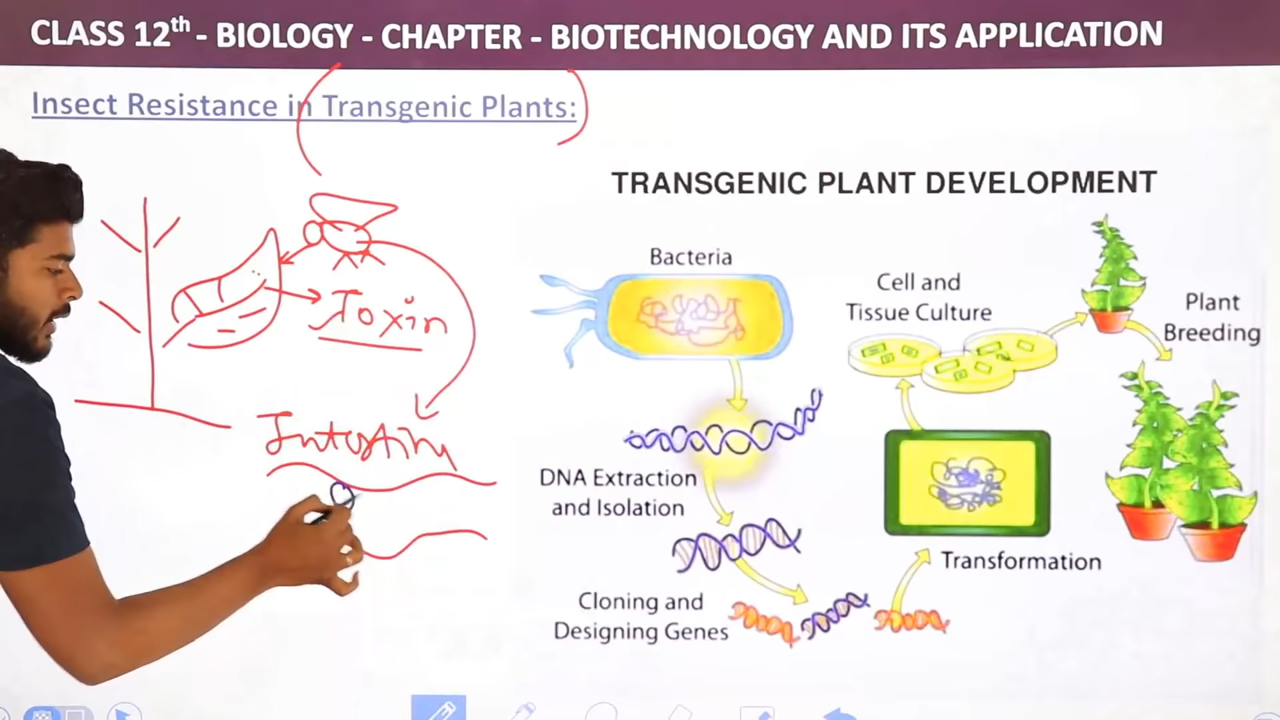 CLASS 12th - BIOLOGY - CHAPTER - BIOTECHNOLOGY AND ITS APPLICATION
Insect Resistance in Transgenic Plants:
Toxin
Intestin
TRANSGENIC PLANT DEVELOPMENT
Bacteria
DNA Extraction
and Isolation
Cloning and
Designing Genes
Transformation
Cell and
Tissue Culture
Plant
Breeding